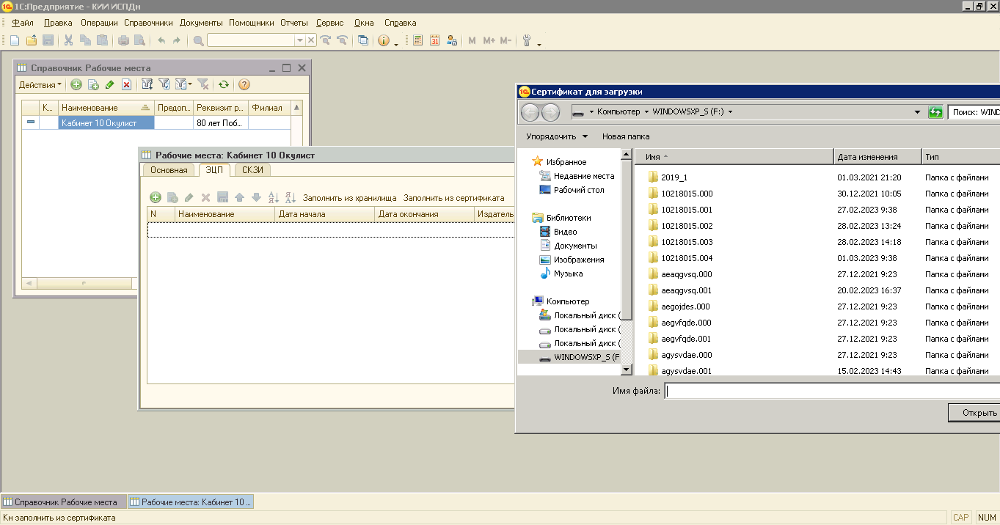 1С:Предприятие - КИИ ИСПДн
Файл Правка Операции Справочники Документы Помощники Отчеты Сервис Окна Справка
M M+ M-
Справочник Рабочие места
Действия
К... Наименование Предоп... Реквизит р... Филиал
Кабинет 10 Окулист 80 лет Поб...
Рабочие места: Кабинет 10 Окулист
Основная ЭЦП СКЗИ
Заполнить из хранилища Заполнить из сертификата
N Наименование Дата начала Дата окончания Издатель
Сертификат для загрузки
Компьютер WINDOWSXP_S (F:) Поиск: WIND
Упорядочить Новая папка
Избранное
Недавние места
Рабочий стол
Библиотеки
Видео
Документы
Изображения
Музыка
Компьютер
Локальный диск (
Локальный диск (
Локальный диск (
WINDOWSXP_S (F
Имя Дата изменения Тип
2019_1 01.03.2021 21:20 Папка с файлами
10218015.000 30.12.2021 10:05 Папка с файлами
10218015.001 27.02.2023 9:38 Папка с файлами
10218015.002 28.02.2023 13:24 Папка с файлами
10218015.003 28.02.2023 14:18 Папка с файлами
10218015.004 01.03.2023 9:38 Папка с файлами
aeaqgvsq.000 27.12.2021 9:23 Папка с файлами
aeaqgvsq.001 20.02.2023 16:37 Папка с файлами
aegojdes.000 27.12.2021 9:23 Папка с файлами
aegvfqde.000 27.12.2021 9:23 Папка с файлами
aegvfqde.001 27.12.2021 9:23 Папка с файлами
agysvdae.000 27.12.2021 9:23 Папка с файлами
agysvdae.001 15.02.2023 14:43 Папка с файлами
Имя файла:
Открыть
Справочник Рабочие места Рабочие места: Кабинет 10 ...
Кн заполнить из сертификата CAP NUM